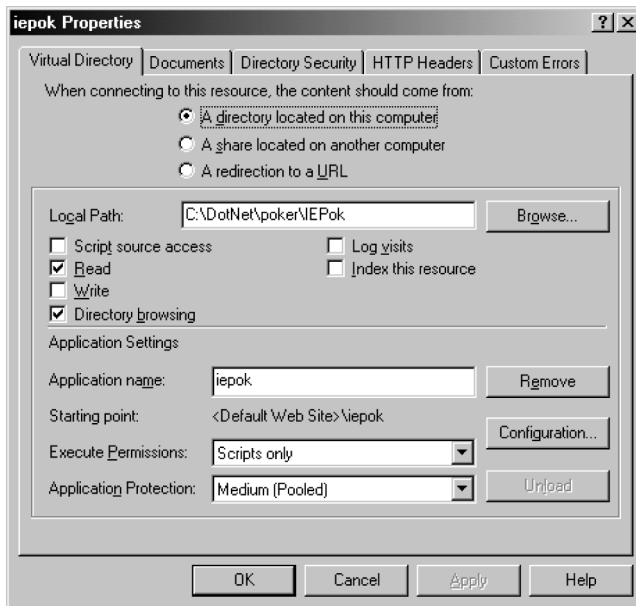 iepok Properties
Virtual Directory Documents Directory Security HTTP Headers Custom Errors
When connecting to this resource, the content should come from:
A directory located on this computer
A share located on another computer
A redirection to a URL
Local Path: C:\DotNet\poker\IEPok Browse...
Script source access Log visits
Read Index this resource
Write
Directory browsing
Application Settings
Application name: iepok Remove
Starting point: <Default Web Site>\iepok
Configuration...
Execute Permissions: Scripts only
Application Protection: Medium (Pooled) Unload
OK Cancel Apply Help